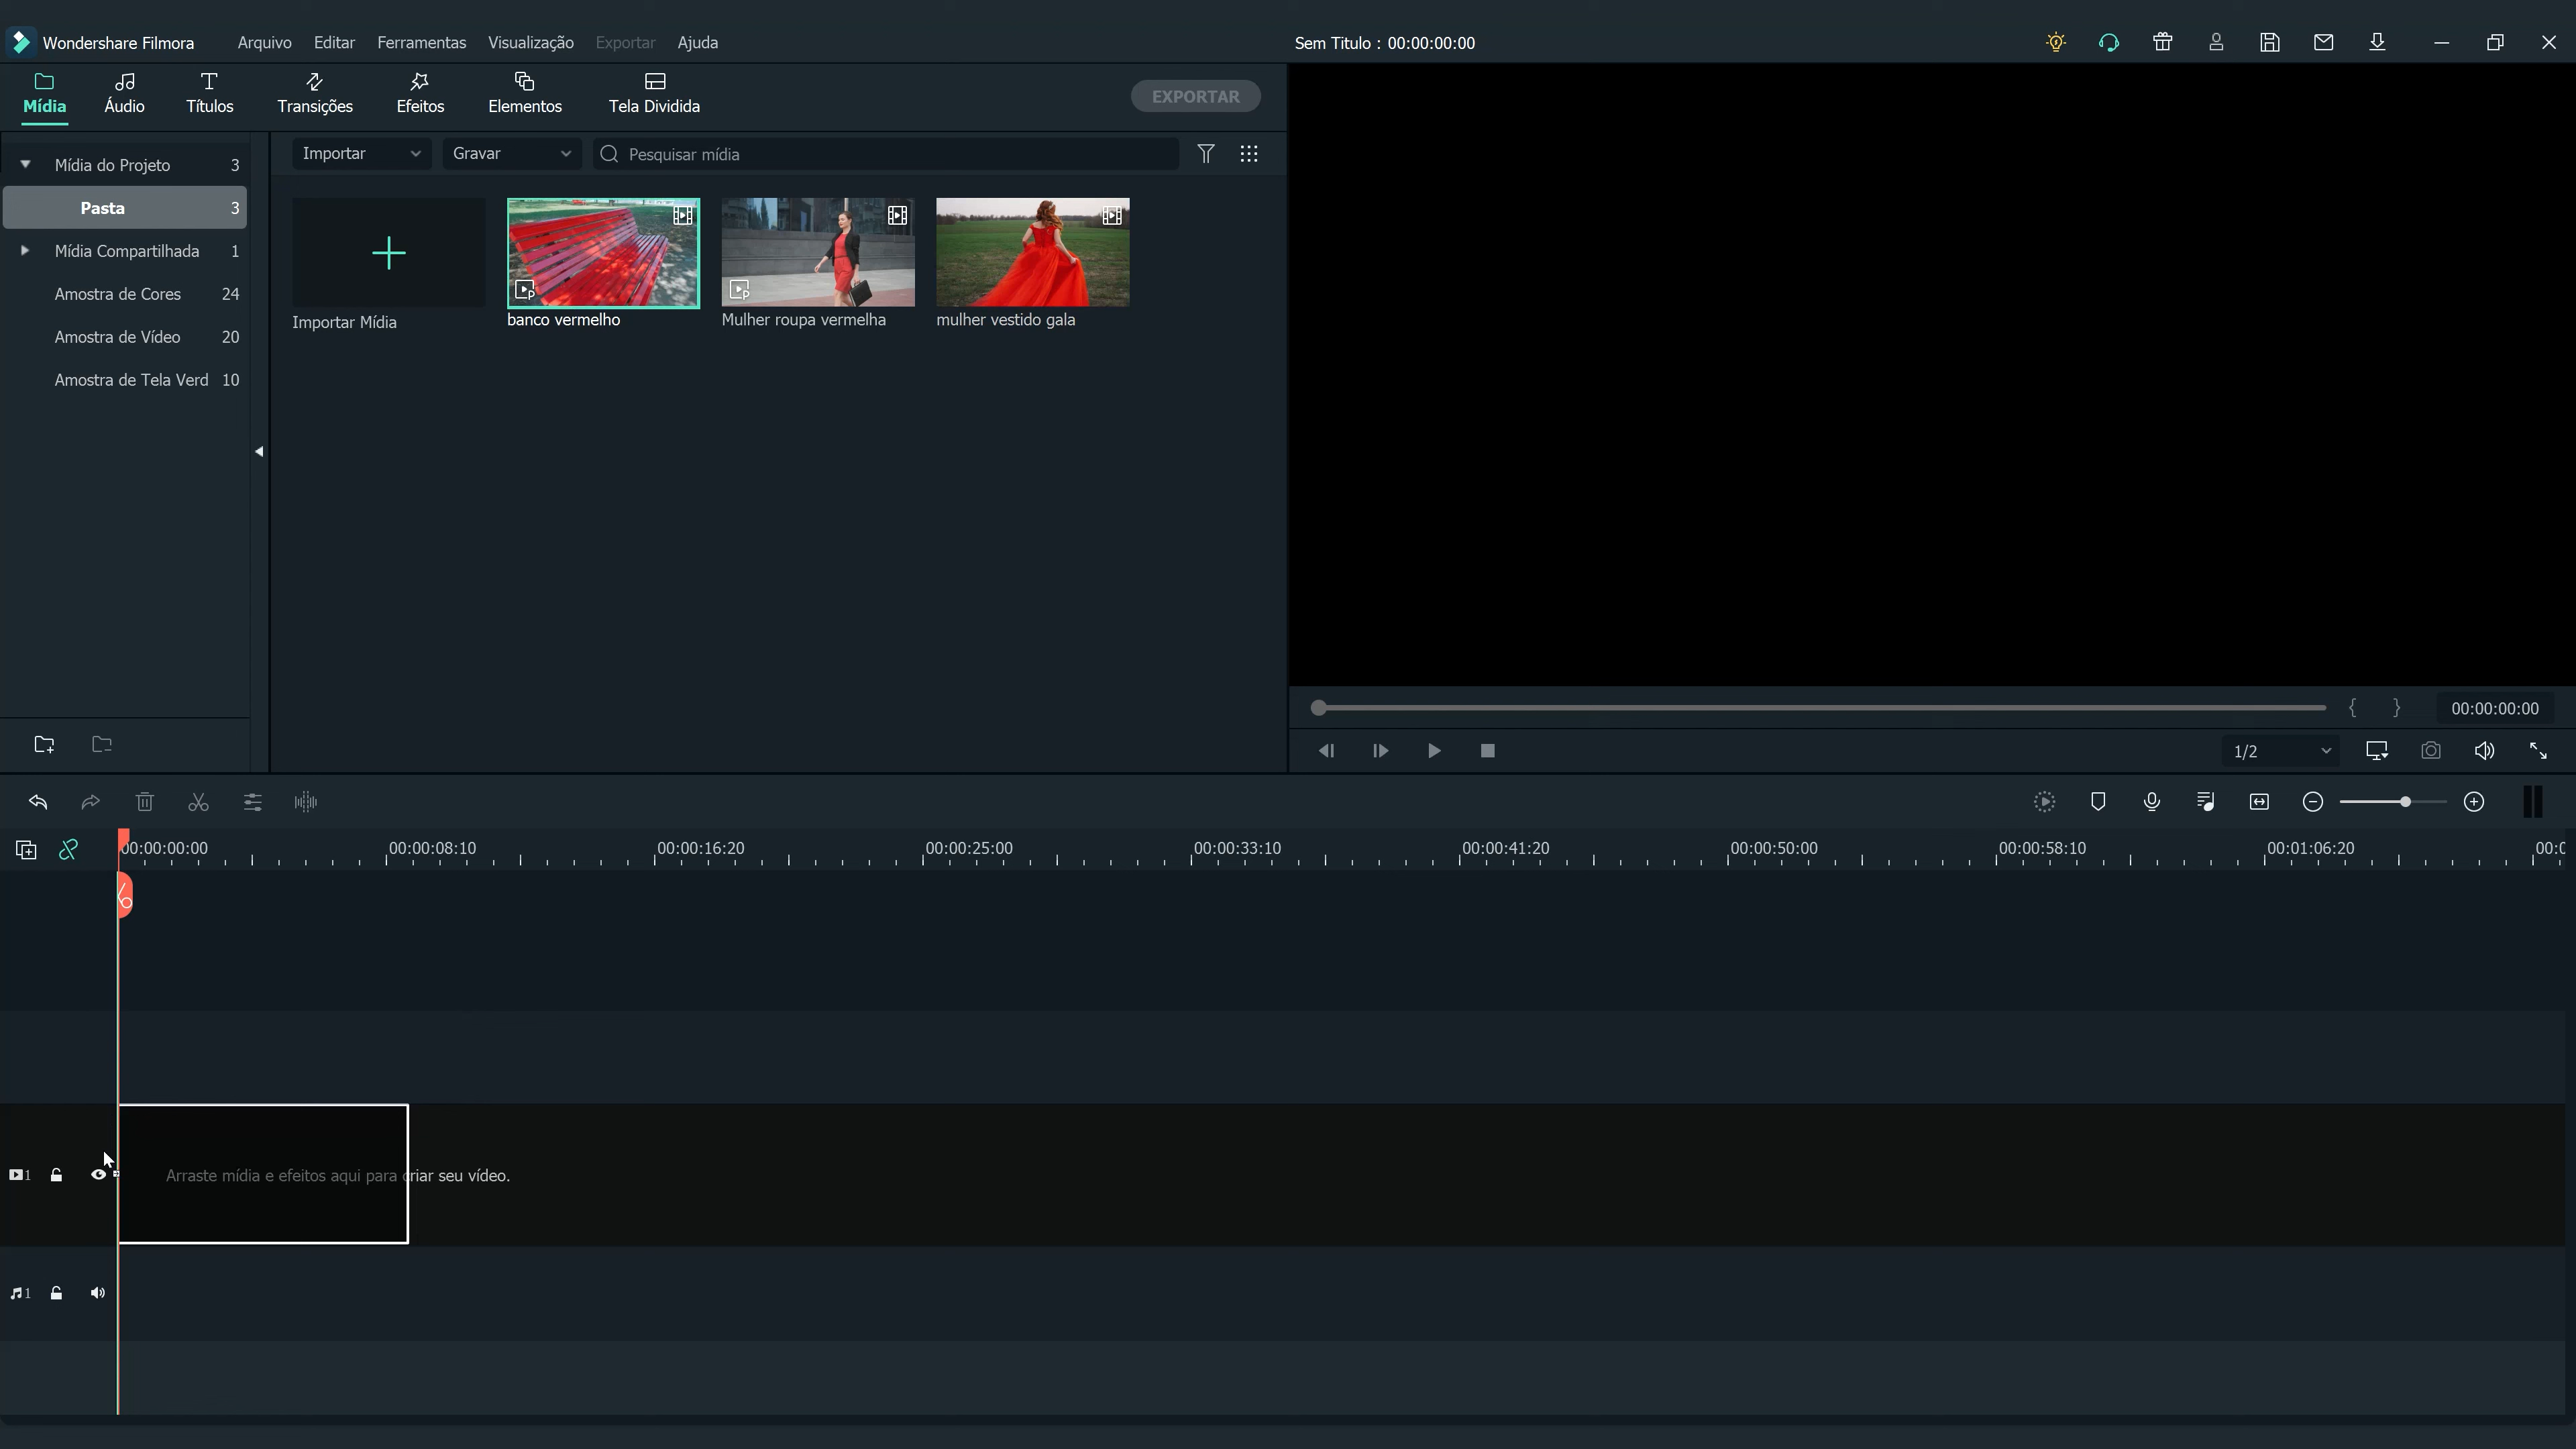 Wondershare Filmora Arquivo Editar Ferramentas Visualização Exportar Ajuda Sem Titulo : 00:00:00:00
Mídia Áudio Títulos Transições Efeitos Elementos Tela Dividida EXPORTAR
Mídia do Projeto 3
Pasta 3
Mídia Compartilhada 1
Amostra de Cores 24
Amostra de Vídeo 20
Amostra de Tela Verd 10
Importar Gravar Pesquisar mídia
Importar Mídia banco vermelho Mulher roupa vermelha mulher vestido gala
{ } 00:00:00:00
1/2
00:00:00:00 00:00:08:10 00:00:16:20 00:00:25:00 00:00:33:10 00:00:41:20 00:00:50:00 00:00:58:10 00:01:06:20
1 Arraste mídia e efeitos aqui para criar seu vídeo.
1